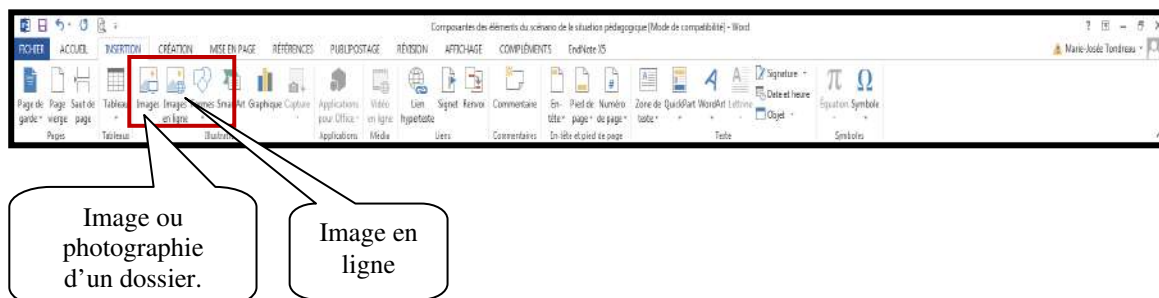 Composantes des éléments du scénario de la situation pédagogique [Mode de compatibilité] - Word
FICHIER ACCUEIL INSERTION CRÉATION MISE EN PAGE RÉFÉRENCES PUBLIPOSTAGE RÉVISION AFFICHAGE COMPLÉMENTS EndNote X5 Marie-Josée Tondreau
Page de garde Page vierge Saut de page Tableau Images Images en ligne SmartArt Graphique Capture Applications pour Office Vidéo en ligne Lien hypertexte Signet Renvoi Commentaire En-tête Pied de page Numéro de page Zone de texte QuickPart WordArt Lettrine Signature Date et heure Objet Équation Symbole
Pages Tableaux Applications Média Liens Commentaires En-tête et pied de page Texte Symboles
Image ou
photographie
d'un dossier.
Image en
ligne